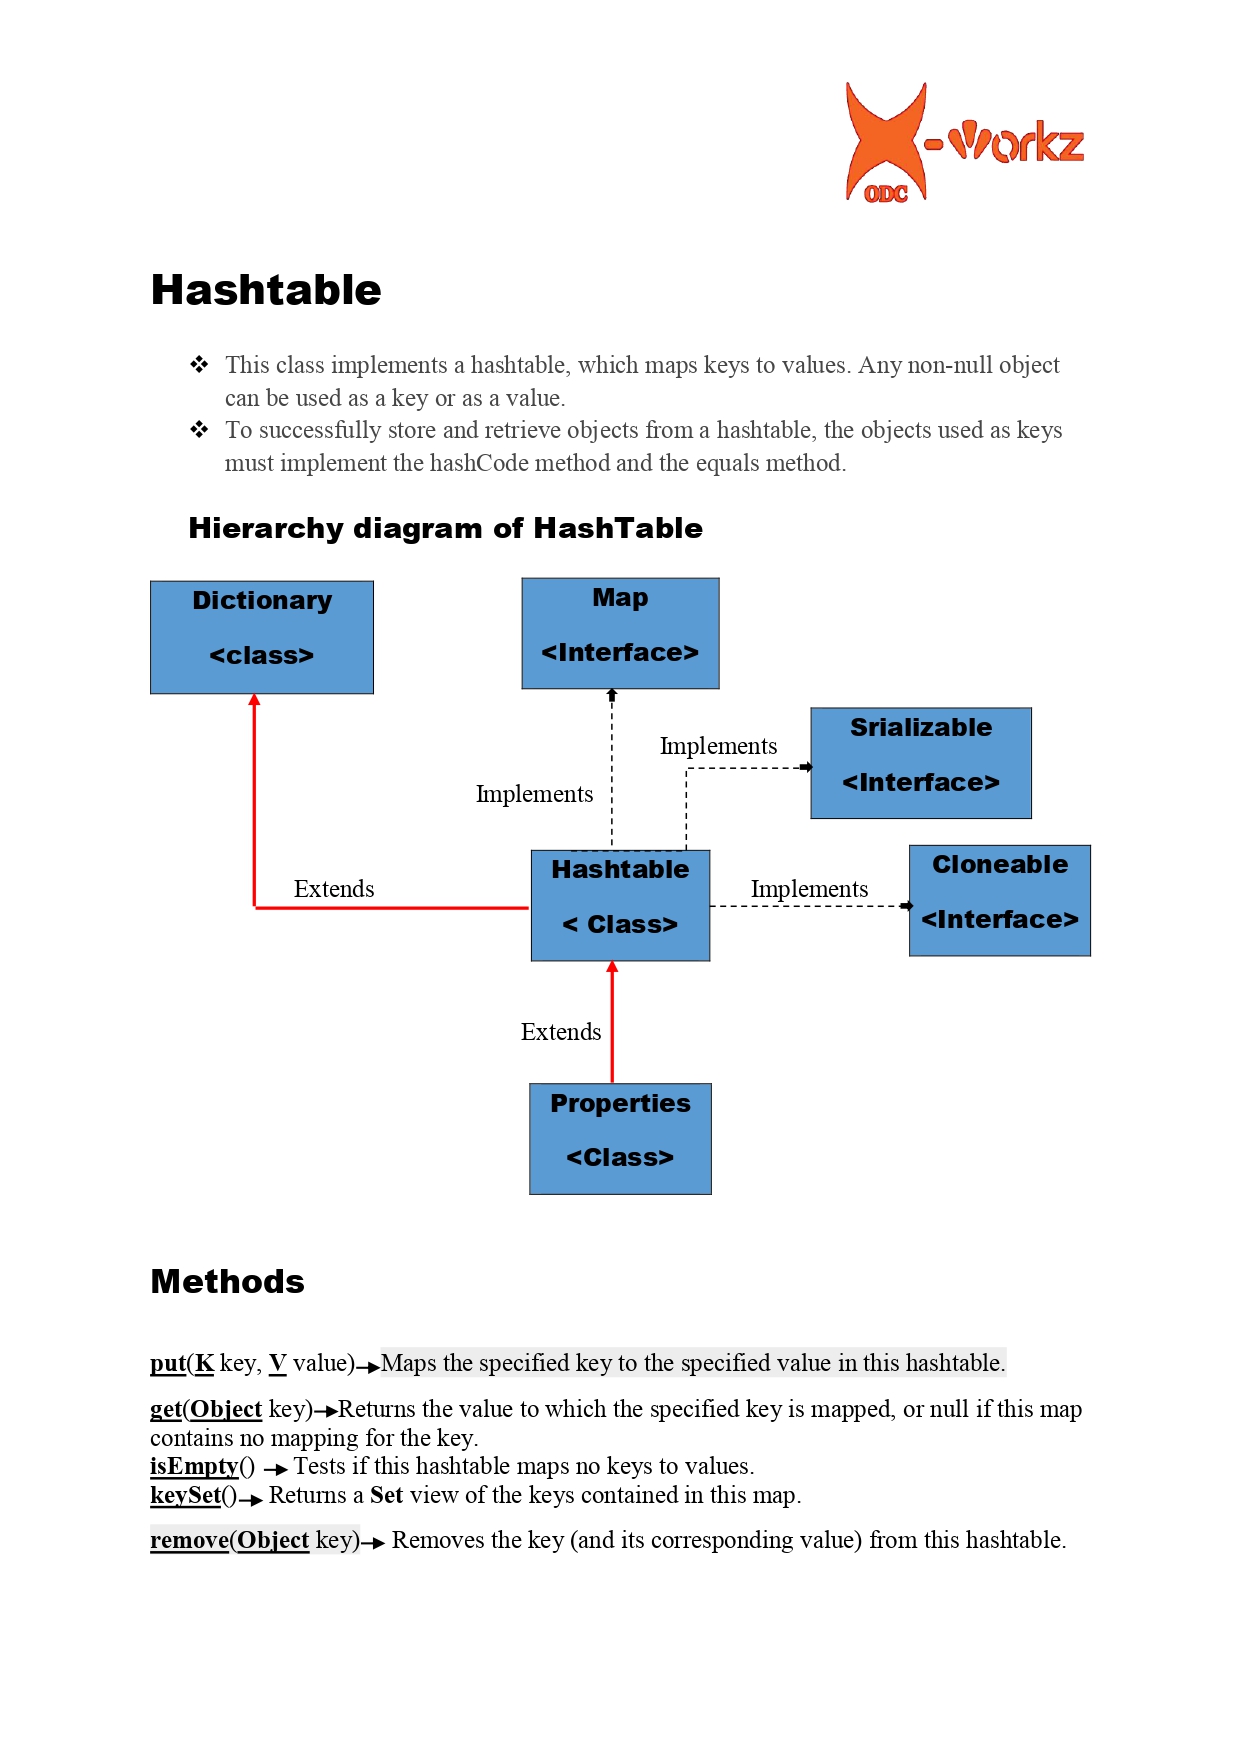 X-workz
ODC
Hashtable
❖ This class implements a hashtable, which maps keys to values. Any non-null object
can be used as a key or as a value.
❖ To successfully store and retrieve objects from a hashtable, the objects used as keys
must implement the hashCode method and the equals method.
Hierarchy diagram of HashTable
Dictionary
<class>
Map
<Interface>
Srializable
<Interface>
Implements
Implements
Hashtable
< Class>
Cloneable
<Interface>
Extends
Implements
Extends
Properties
<Class>
Methods
put(K key, V value)→Maps the specified key to the specified value in this hashtable.
get(Object key)→Returns the value to which the specified key is mapped, or null if this map
contains no mapping for the key.
isEmpty() → Tests if this hashtable maps no keys to values.
keySet()→ Returns a Set view of the keys contained in this map.
remove(Object key)→ Removes the key (and its corresponding value) from this hashtable.